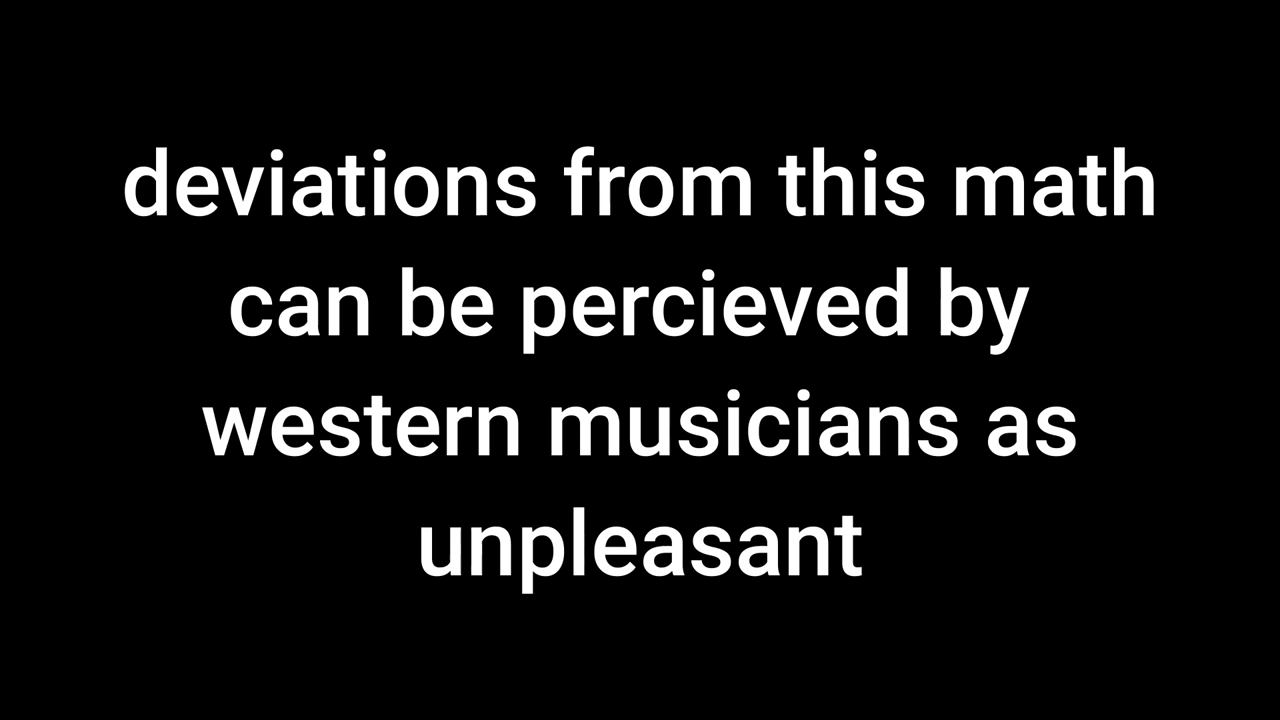 deviations from this math
can be percieved by
western musicians as
unpleasant